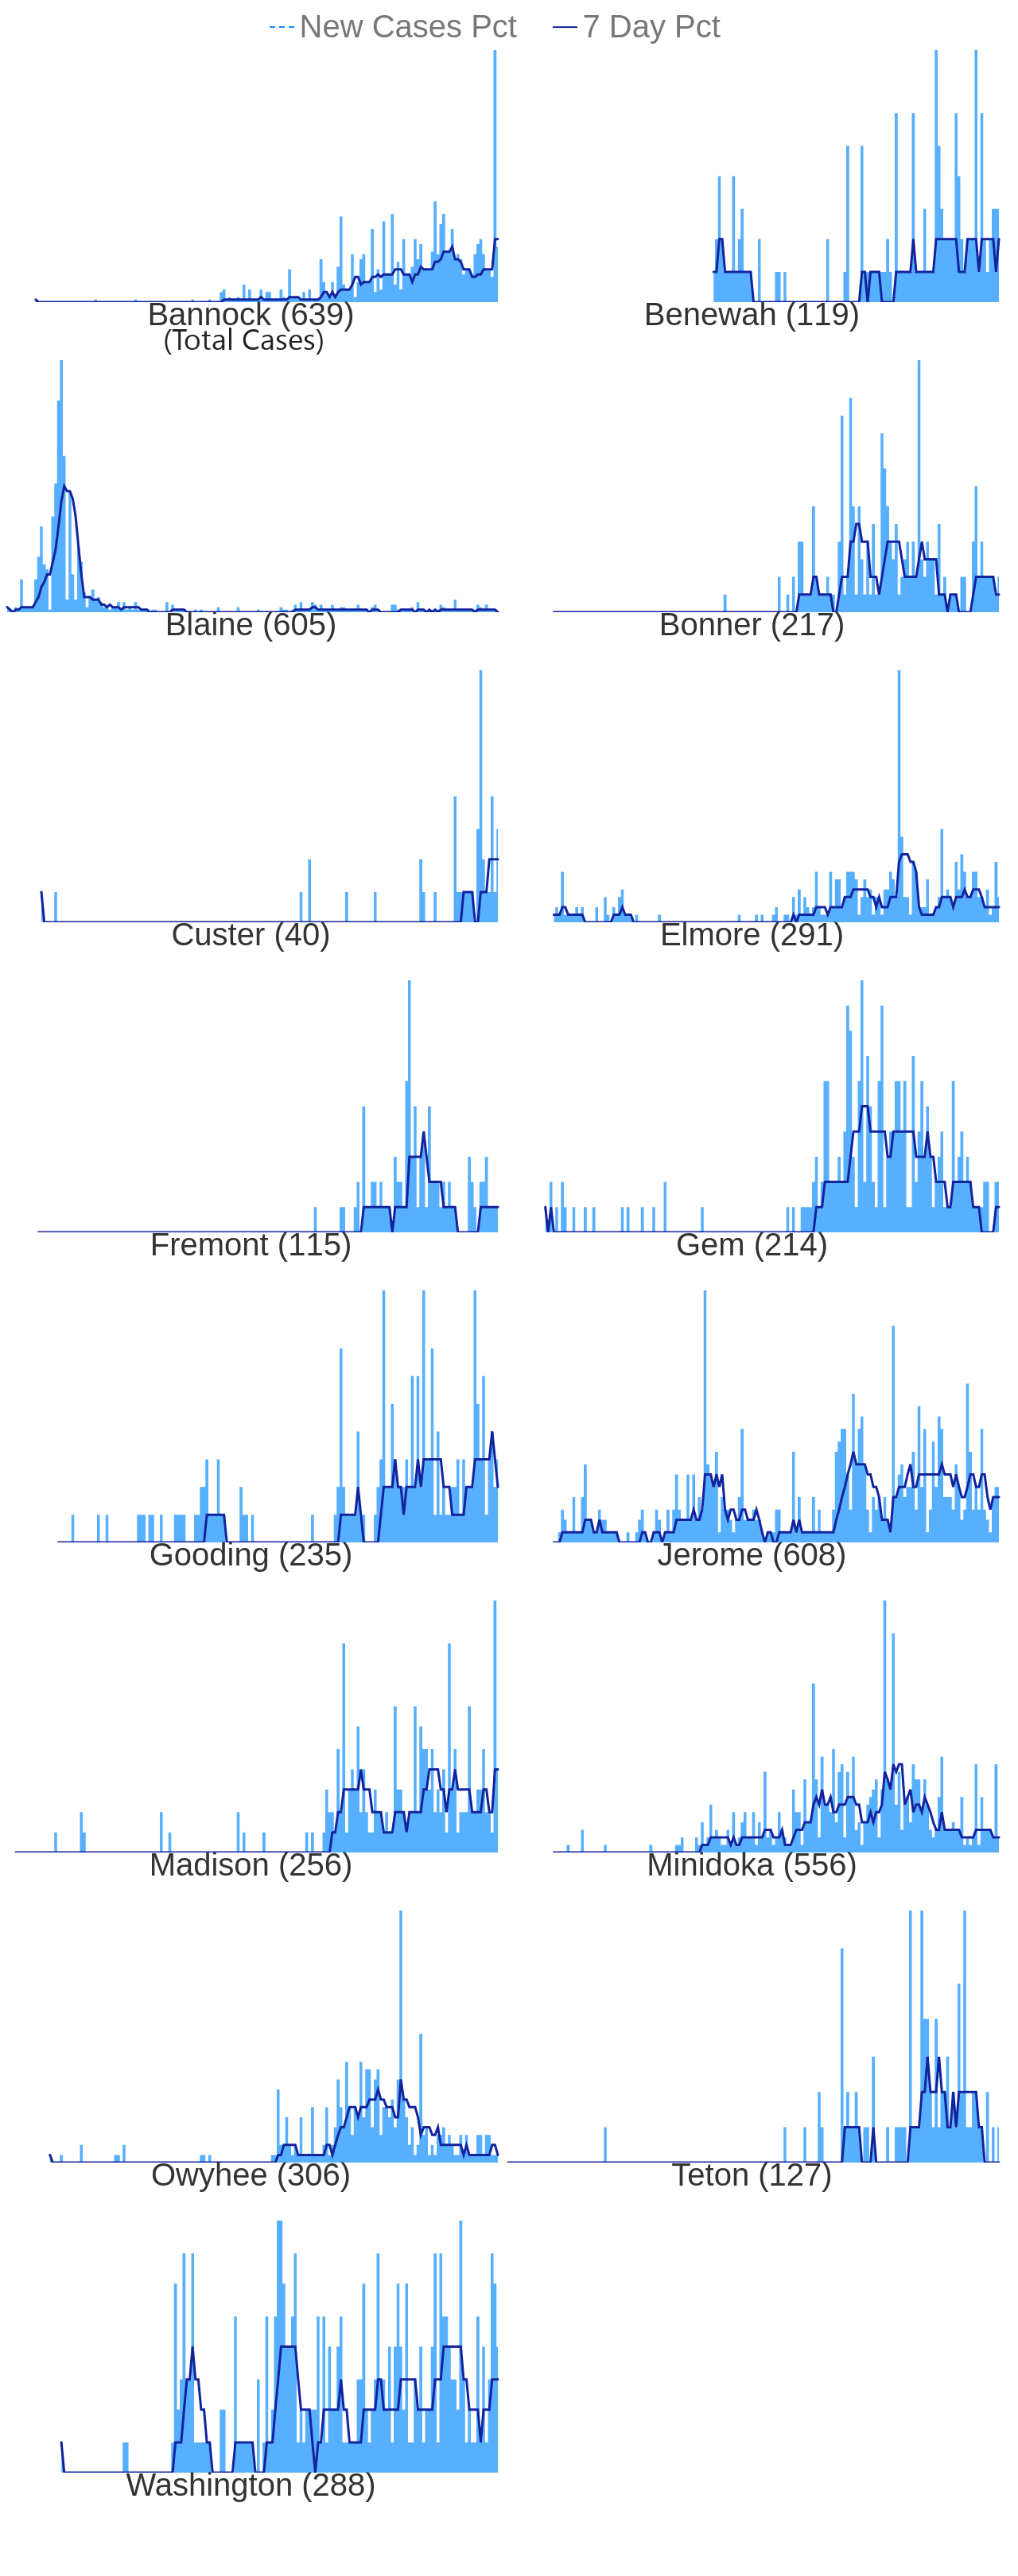 New Cases Pct 7 Day Pct
Bannock (639) Benewah (119)
(Total Cases)
Blaine (605) Bonner (217)
Custer (40) Elmore (291)
Fremont (115) Gem (214)
Gooding (235) Jerome (608)
Madison (256) Minidoka (556)
Owyhee (306) Teton (127)
Washington (288)